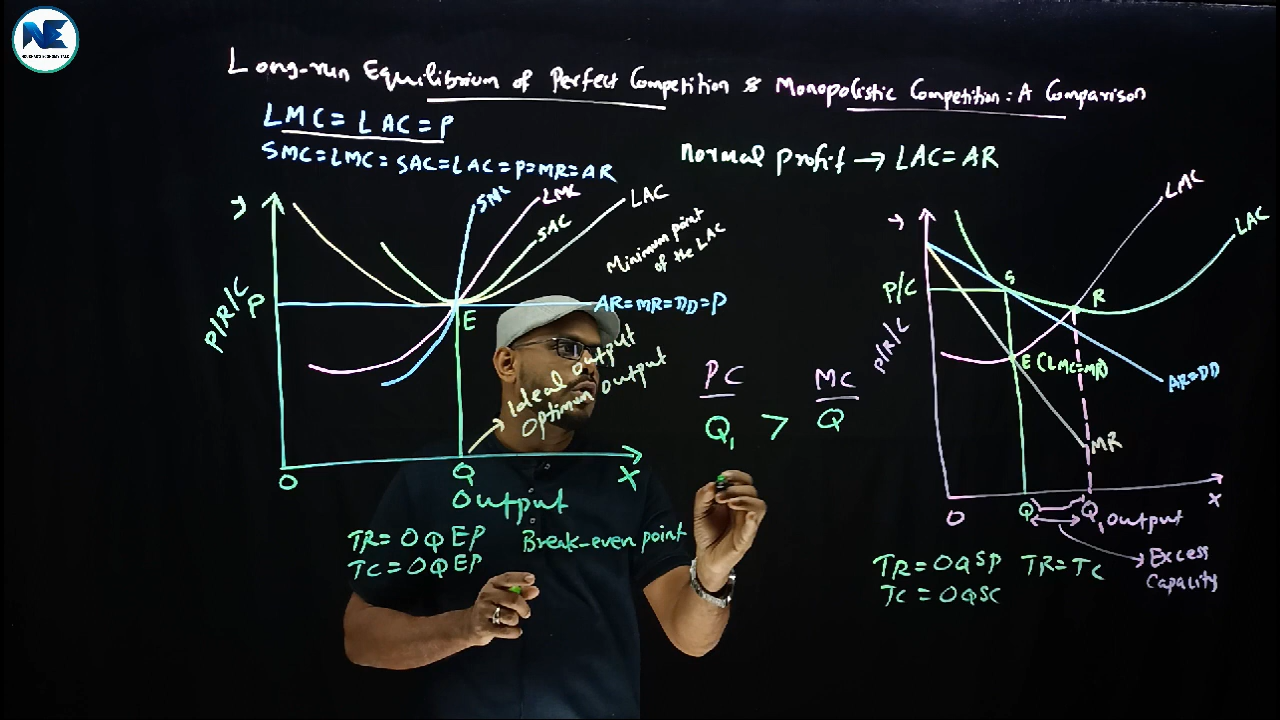 NE
Long-run Equilibrium of Perfect Competition & Monopolistic Competition: A Comparison
LMC = LAC = P
SMC=LMC = SAC=LAC=P=MR=AR
Normal Profit → LAC=AR
SMC
LMC
SAC
LAC
Minimum point
of the LAC
P/R/C
P
E
AR=MR=DD=P
Ideal output
Optimum output
O
Q
X
Output
TR= OQEP
TC= OQEP
Break-even point
PC
MC
Q1 > Q
LMC
LAC
P/C
S
R
P/R/C
E (LMC=MR)
AR=DD
MR
O
Q
Q1
Output
X
Excess
Capacity
TR=OQSP
TR=TC
TC = OQSC